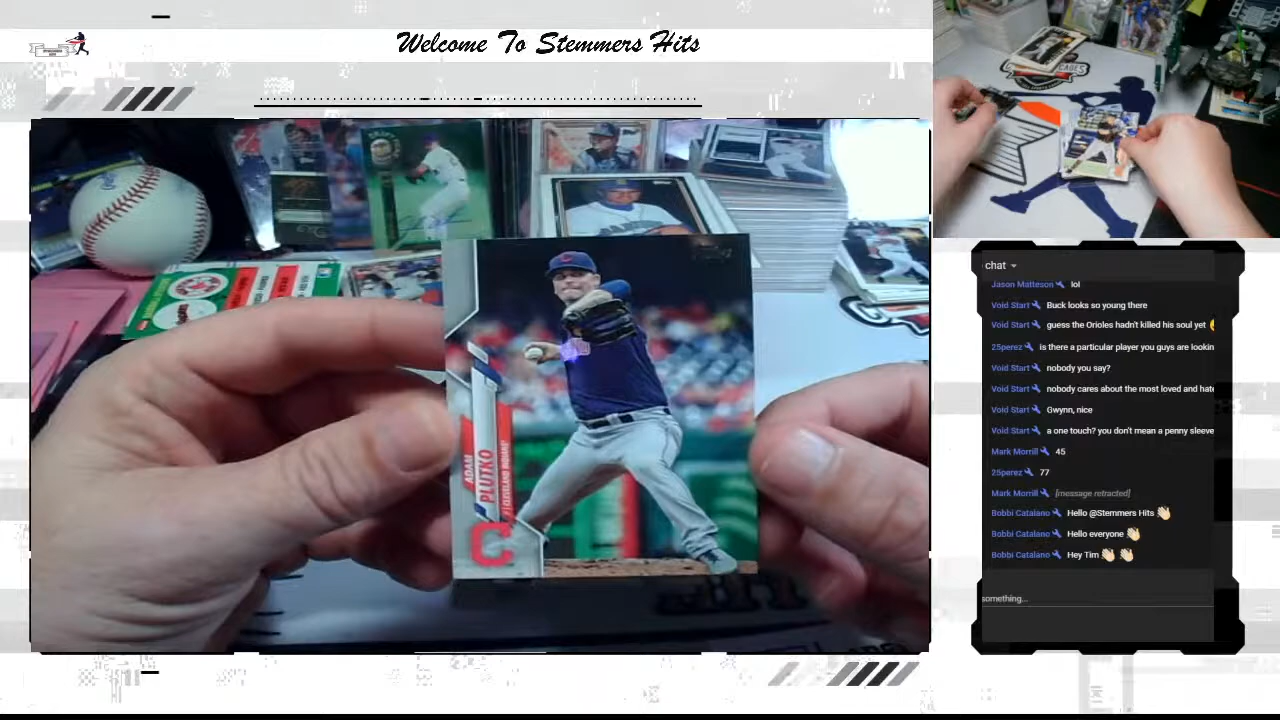 Welcome To Stemmers Hits
ADAM
PLUTKO
C
chat
Jason Matteson lol
Void Start Buck looks so young there
Void Start guess the Orioles hadn't killed his soul yet
25perez is there a particular player you guys are lookin
Void Start nobody you say?
Void Start nobody cares about the most loved and hate
Void Start Gwynn, nice
Void Start a one touch? you don't mean a penny sleeve
Mark Morrill 45
25perez 77
Mark Morrill [message retracted]
Bobbi Catalano Hello @Stemmers Hits
Bobbi Catalano Hello everyone
Bobbi Catalano Hey Tim
something...